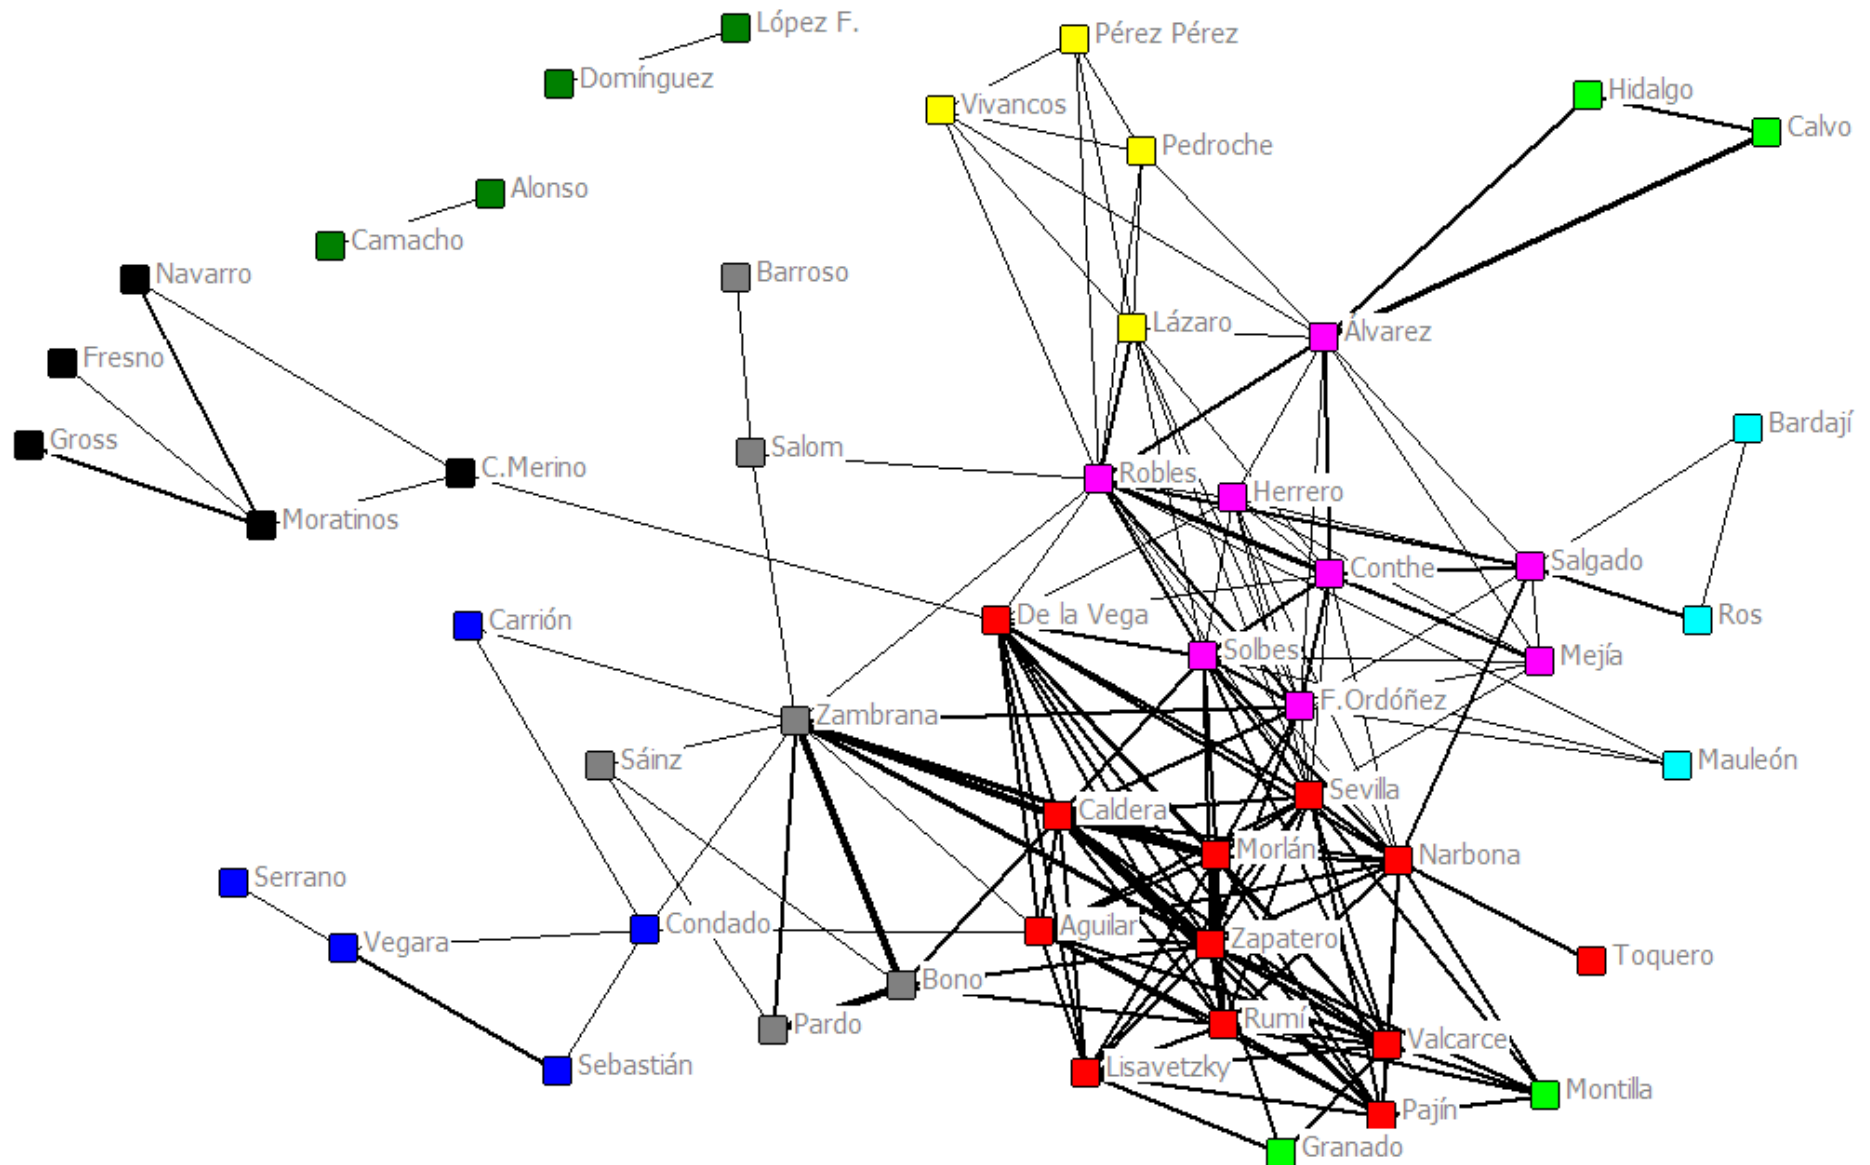 López F.
Pérez Pérez
Domínguez
Hidalgo
Vivancos
Calvo
Pedroche
Alonso
Camacho
Navarro
Barroso
Lázaro
Álvarez
Fresno
Bardají
Gross
Salom
C.Merino
Robles
Herrero
Moratinos
Conthe
Salgado
Carrión
De la Vega
Ros
Solbes
Mejía
F.Ordóñez
Zambrana
Sáinz
Mauleón
Sevilla
Caldera
Morlán
Narbona
Serrano
Condado
Aguilar
Zapatero
Vegara
Toquero
Bono
Pardo
Rumí
Valcarce
Sebastián
Lisavetzky
Montilla
Pajín
Granado